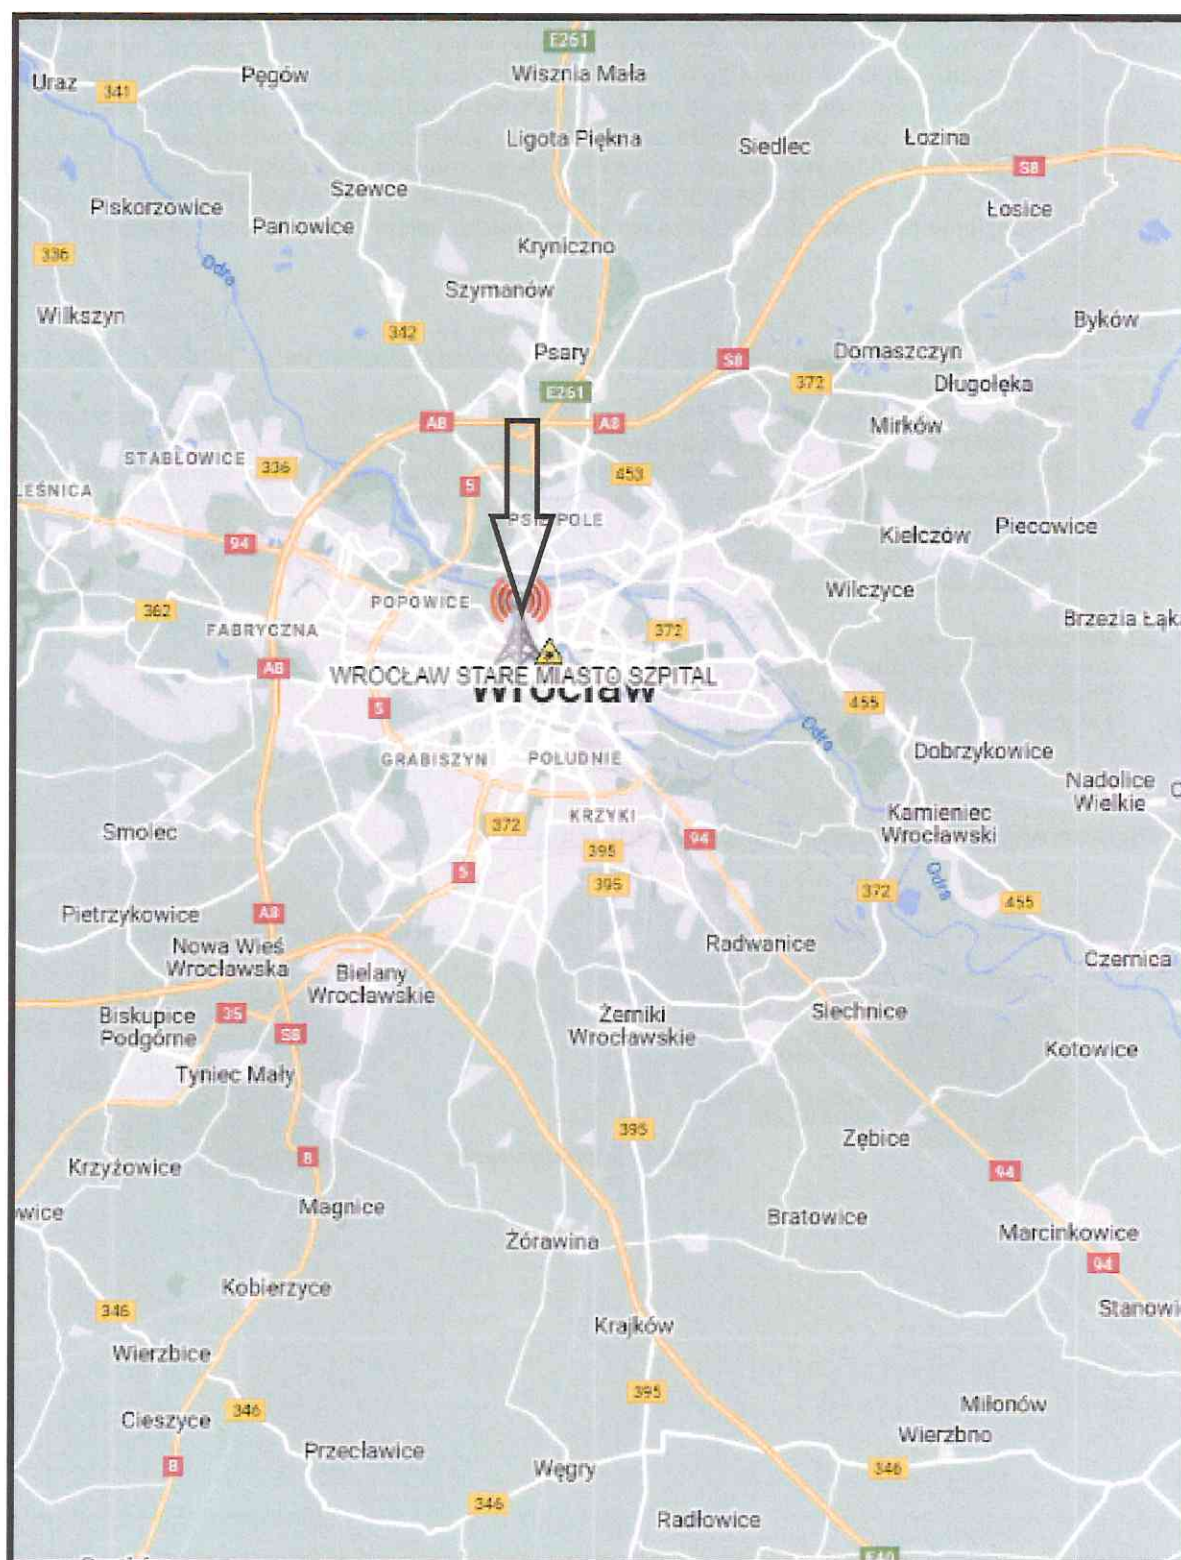 E261
Uraz
341
Pęgów
Wisznia Mała
Ligota Piękna
Siedlec
Łozina
S8
Szewce
Piskorzowice
Paniowice
Łosice
336
Odra
Kryniczno
Szymanów
Wilkszyn
342
Psary
Byków
S8
Domaszczyn
372
Długołęka
E261
A8
A8
Mirków
STABŁOWICE
336
453
LEŚNICA
5
PSIE POLE
94
Kiełczów
Piecowice
Wilczyce
362
POPOWICE
FABRYCZNA
372
Brzezia Łąka
A8
WROCŁAW STARE MIASTO SZPITAL
Wrocław
5
455
Odra
GRABISZYN
POŁUDNIE
Dobrzykowice
Nadolice
Wielkie
KRZYKI
Kamieniec
Wrocławski
Smolec
372
94
395
5
395
372
Odra
455
Pietrzykowice
A8
Nowa Wieś
Wrocławska
Radwanice
Czernica
Bielany
Wrocławskie
Biskupice
Podgórne
35
S8
Żerniki
Wrocławskie
Siechnice
Kotowice
Tyniec Mały
395
Zębice
Krzyżowice
8
94
wice
Magnice
Bratowice
Marcinkowice
Żórawina
94
Kobierzyce
346
Stanowi
Krajków
Wierzbice
395
Miłonów
Cieszyce
346
Wierzbno
Przecławice
8
Węgry
346
346
Radłowice
E40